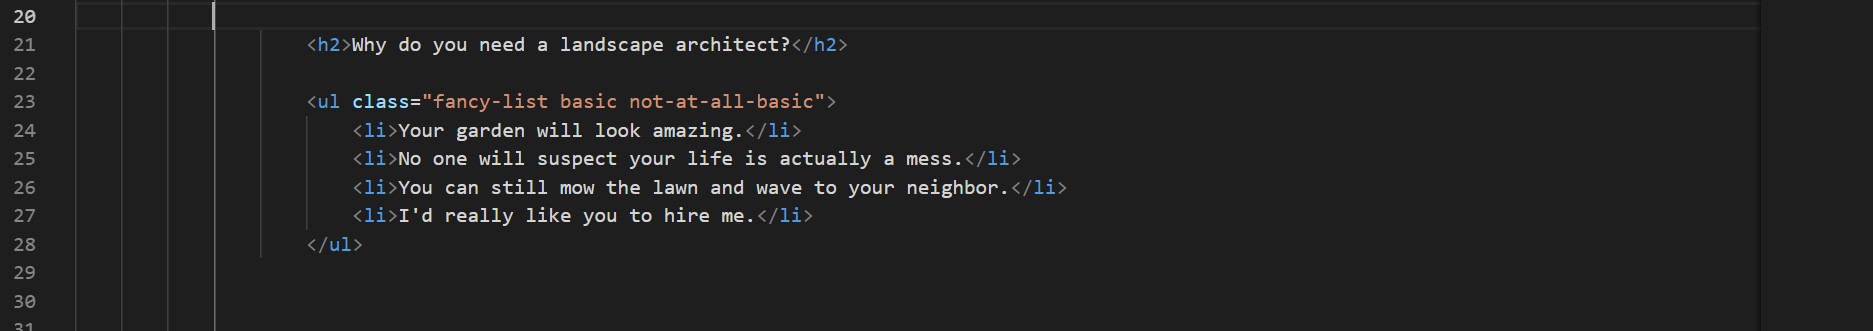 20
21 <h2>Why do you need a landscape architect?</h2>
22
23 <ul class="fancy-list basic not-at-all-basic">
24 <li>Your garden will look amazing.</li>
25 <li>No one will suspect your life is actually a mess.</li>
26 <li>You can still mow the lawn and wave to your neighbor.</li>
27 <li>I'd really like you to hire me.</li>
28 </ul>
29
30
31